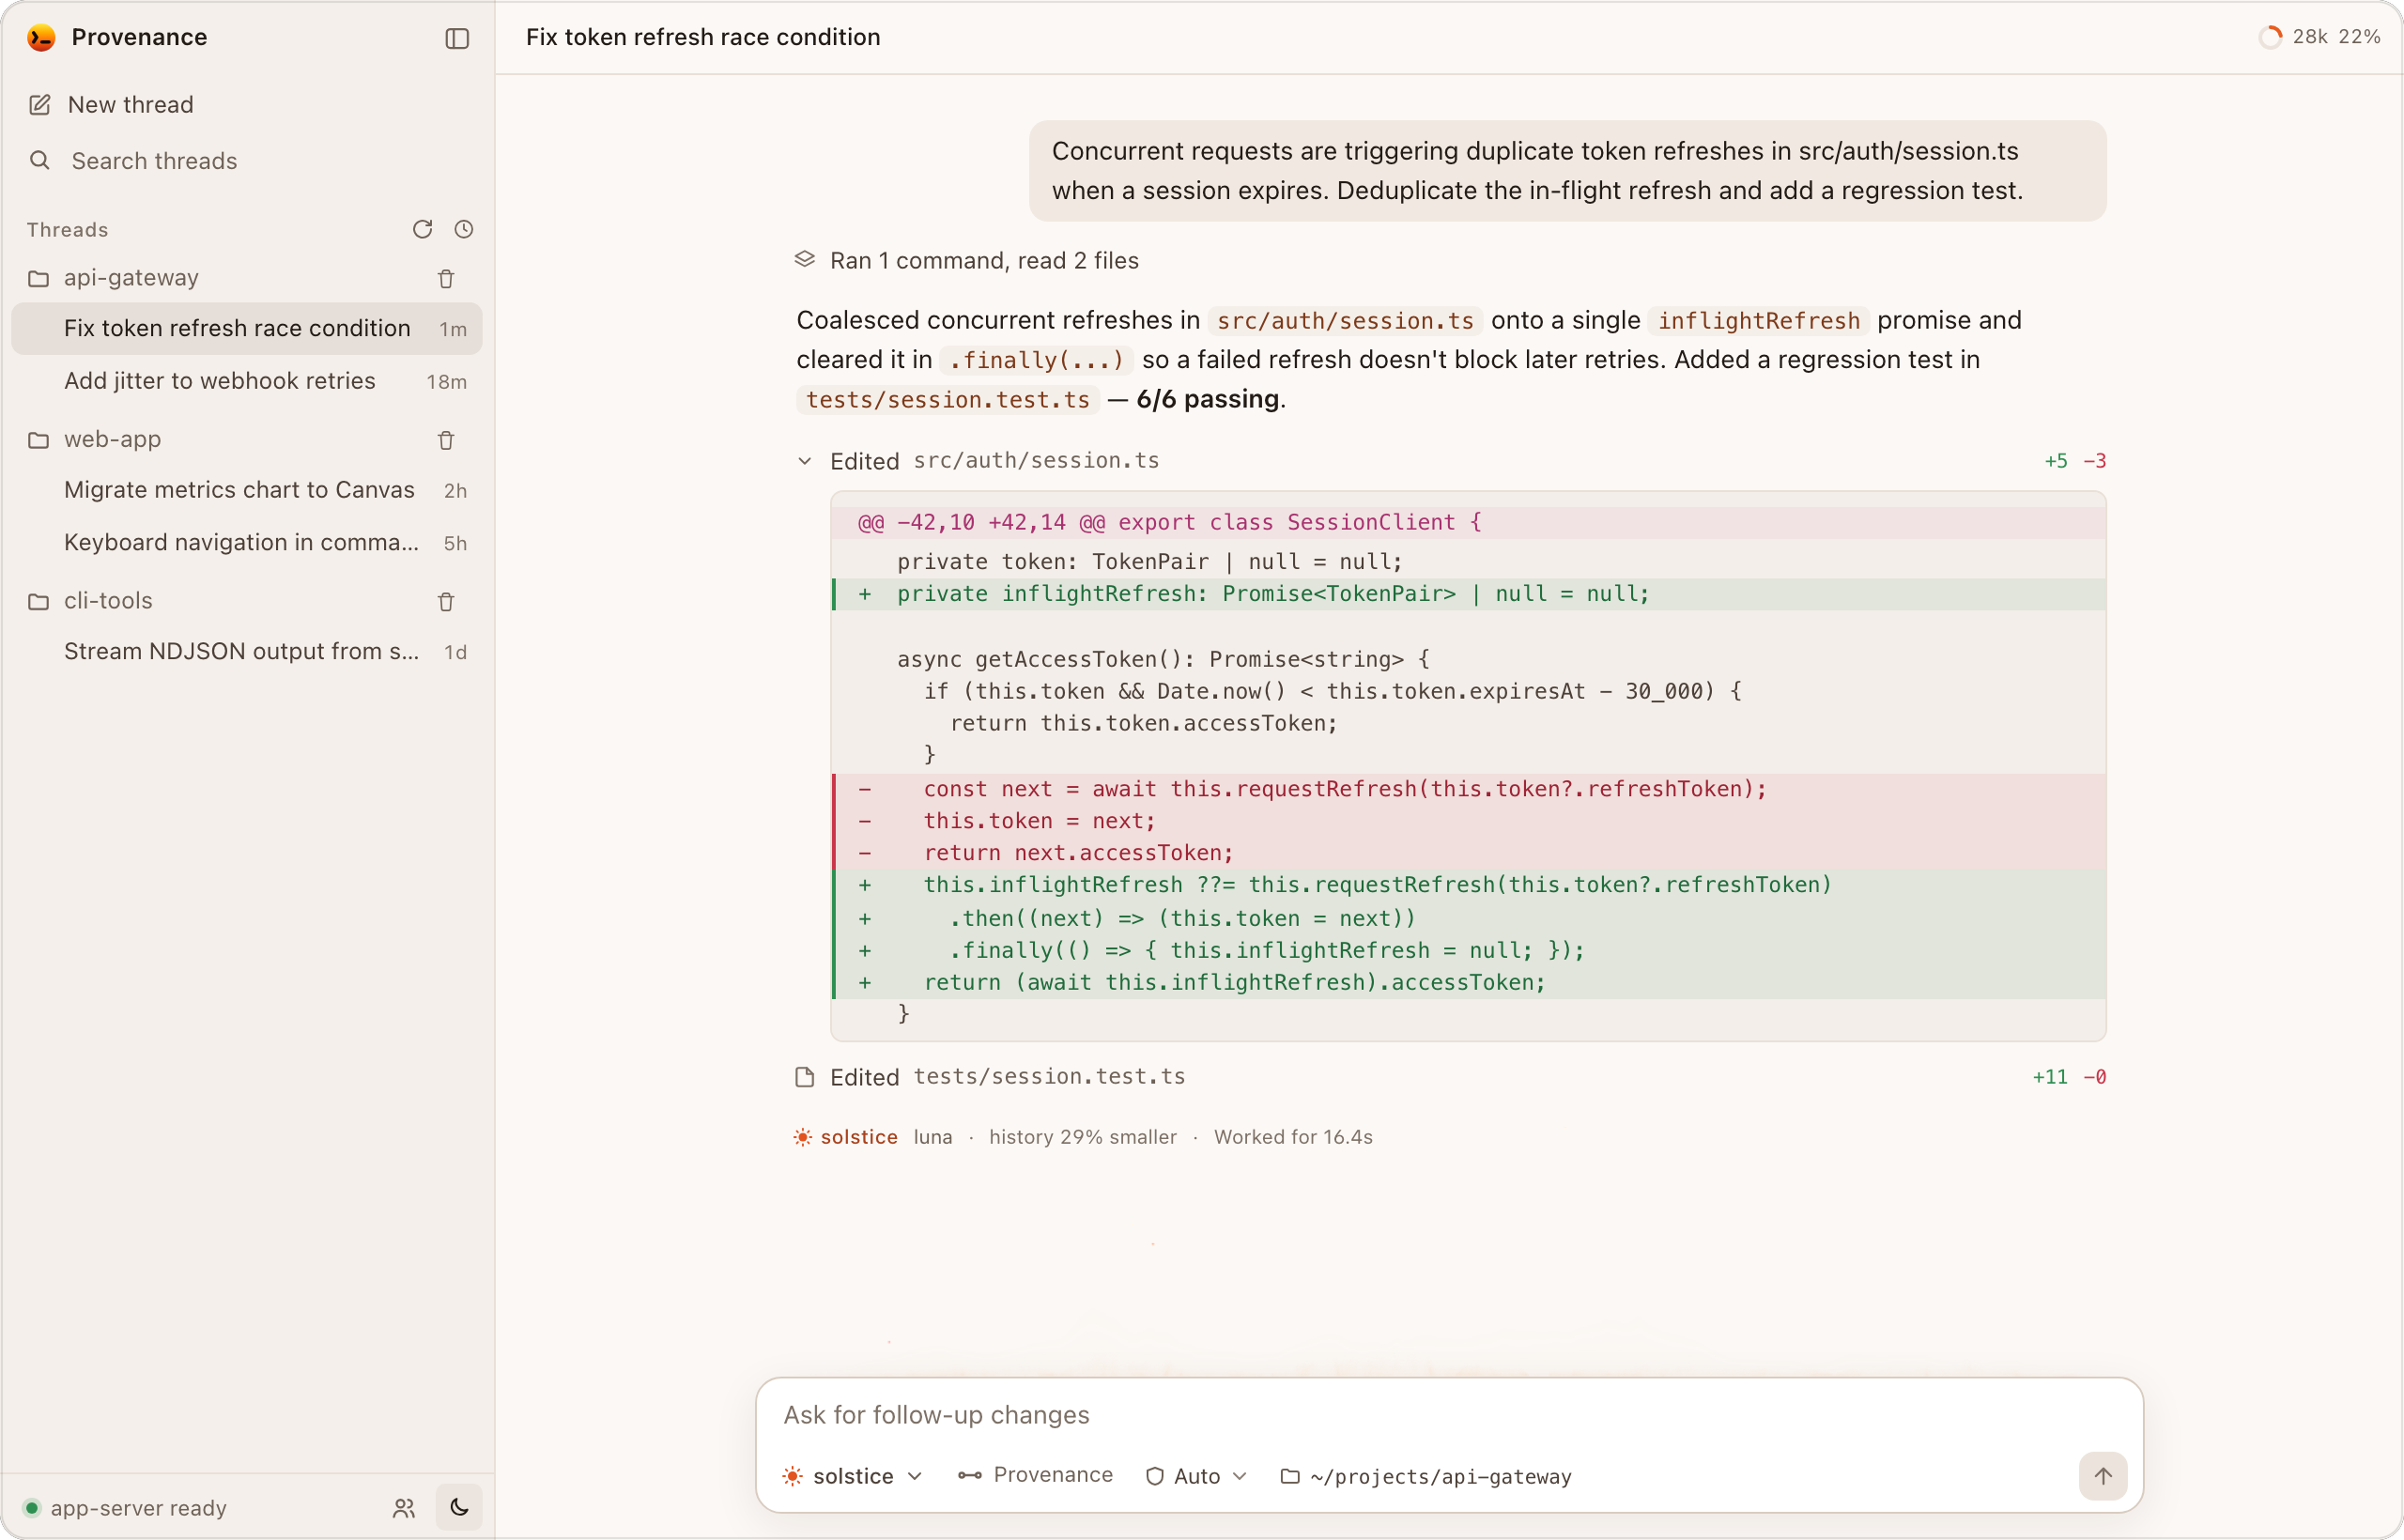 Provenance
New thread
Search threads
Threads
api-gateway
Fix token refresh race condition 1m
Add jitter to webhook retries 18m
web-app
Migrate metrics chart to Canvas 2h
Keyboard navigation in comma... 5h
cli-tools
Stream NDJSON output from s... 1d
app-server ready
Fix token refresh race condition
28k 22%
Concurrent requests are triggering duplicate token refreshes in src/auth/session.ts
when a session expires. Deduplicate the in-flight refresh and add a regression test.
Ran 1 command, read 2 files
Coalesced concurrent refreshes in src/auth/session.ts onto a single inflightRefresh promise and
cleared it in .finally(...) so a failed refresh doesn't block later retries. Added a regression test in
tests/session.test.ts — 6/6 passing.
Edited src/auth/session.ts +5 −3
@@ −42,10 +42,14 @@ export class SessionClient {
private token: TokenPair | null = null;
+ private inflightRefresh: Promise<TokenPair> | null = null;
async getAccessToken(): Promise<string> {
if (this.token && Date.now() < this.token.expiresAt − 30_000) {
return this.token.accessToken;
}
− const next = await this.requestRefresh(this.token?.refreshToken);
− this.token = next;
− return next.accessToken;
+ this.inflightRefresh ??= this.requestRefresh(this.token?.refreshToken)
+ .then((next) => (this.token = next))
+ .finally(() => { this.inflightRefresh = null; });
+ return (await this.inflightRefresh).accessToken;
}
Edited tests/session.test.ts +11 −0
solstice luna · history 29% smaller · Worked for 16.4s
Ask for follow-up changes
solstice Provenance Auto ~/projects/api-gateway